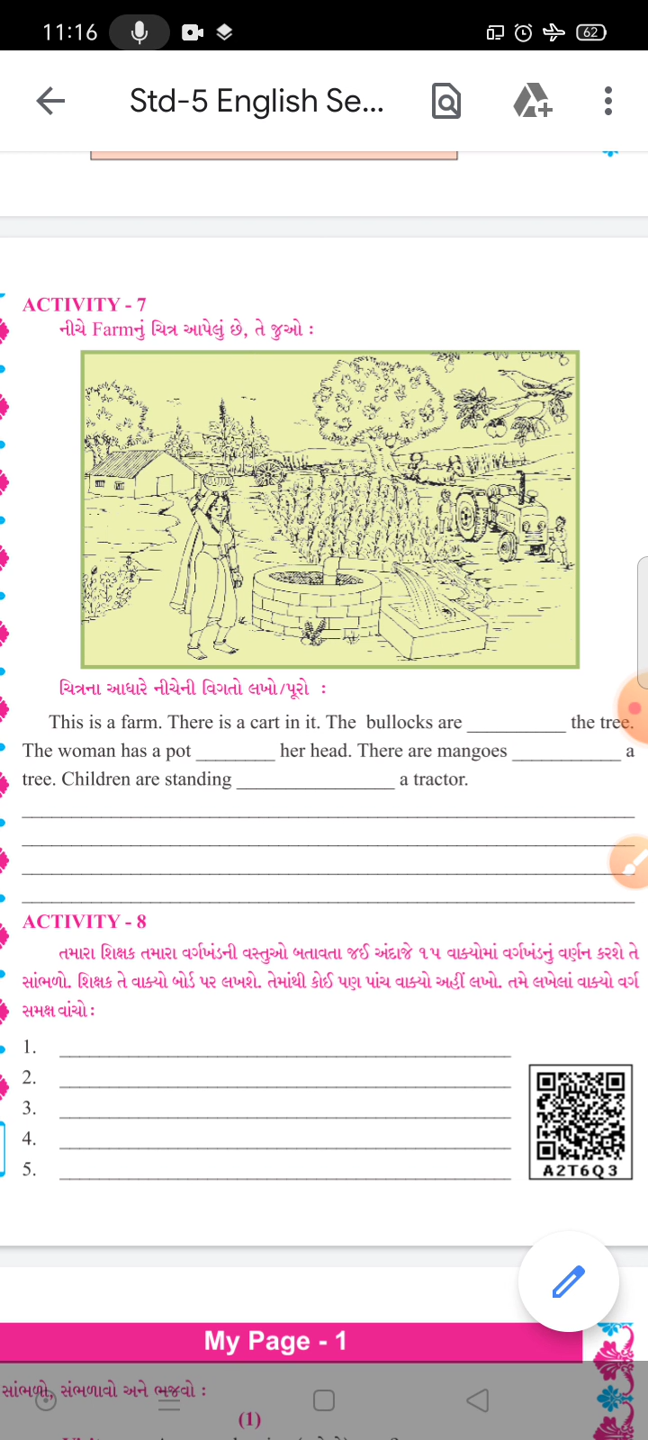 11:16
62
Std-5 English Se...
ACTIVITY - 7
નીચે Farmનું ચિત્ર આપેલું છે, તે જુઓ :
ચિત્રના આધારે નીચેની વિગતો લખો/પૂરો :
This is a farm. There is a cart in it. The bullocks are __________ the tree.
The woman has a pot ________ her head. There are mangoes ___________ a
tree. Children are standing ________________ a tractor.
ACTIVITY - 8
તમારા શિક્ષક તમારા વર્ગખંડની વસ્તુઓ બતાવતા જઈ અંદાજે ૧૫ વાક્યોમાં વર્ગખંડનું વર્ણન કરશે તે
સાંભળો. શિક્ષક તે વાક્યો બોર્ડ પર લખશે. તેમાંથી કોઈ પણ પાંચ વાક્યો અહીં લખો. તમે લખેલાં વાક્યો વર્ગ
સમક્ષ વાંચો :
1.
2.
3.
4.
5.
A2T6Q3
My Page - 1
સાંભળો, સંભળાવો અને ભજવો :
(1)